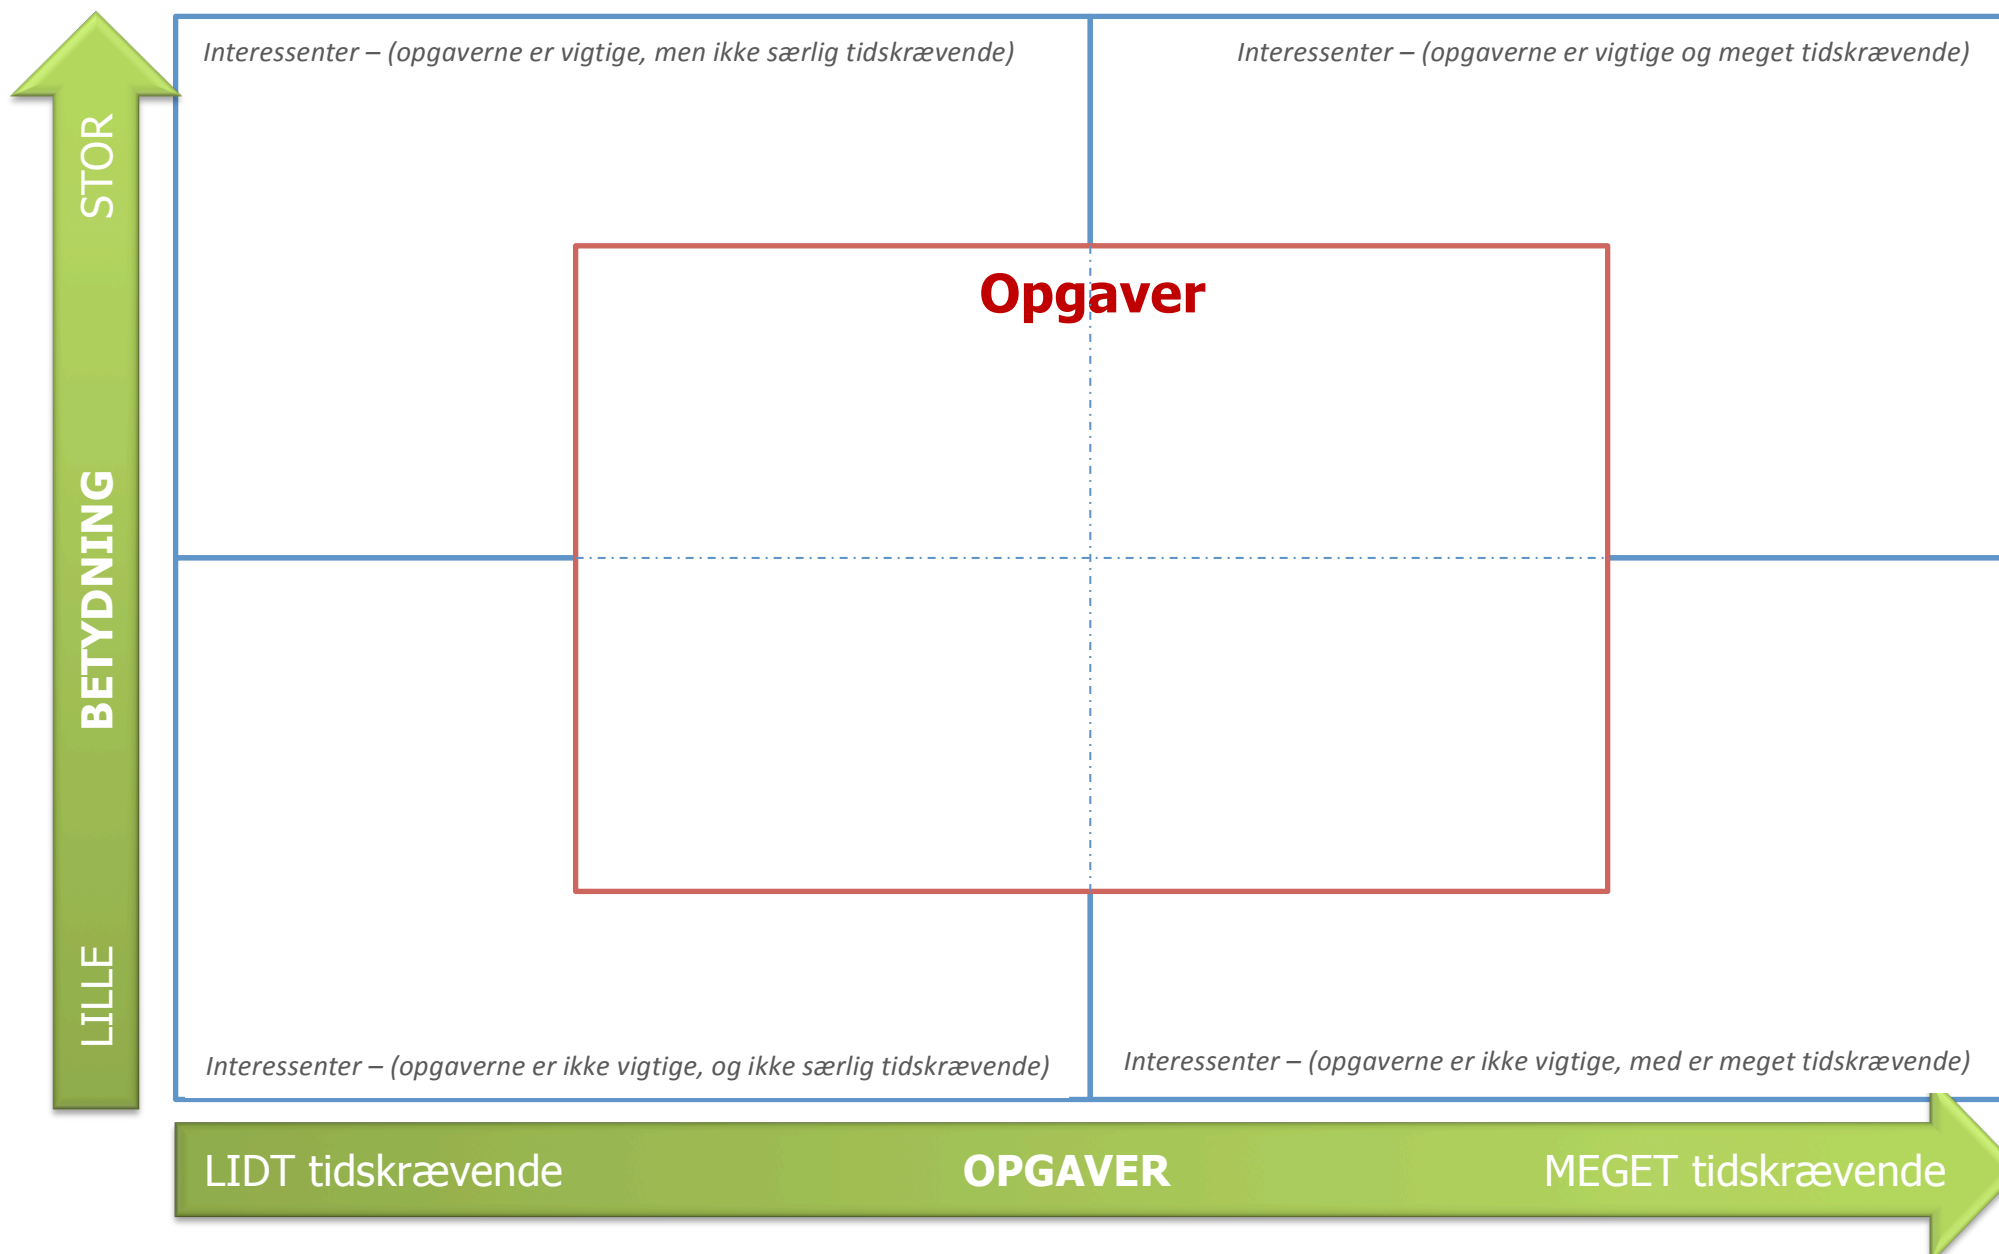 Interessenter – (opgaverne er vigtige, men ikke særlig tidskrævende)
Interessenter – (opgaverne er vigtige og meget tidskrævende)
STOR
BETYDNING
LILLE
Opgaver
Interessenter – (opgaverne er ikke vigtige, og ikke særlig tidskrævende)
Interessenter – (opgaverne er ikke vigtige, med er meget tidskrævende)
LIDT tidskrævende
OPGAVER
MEGET tidskrævende